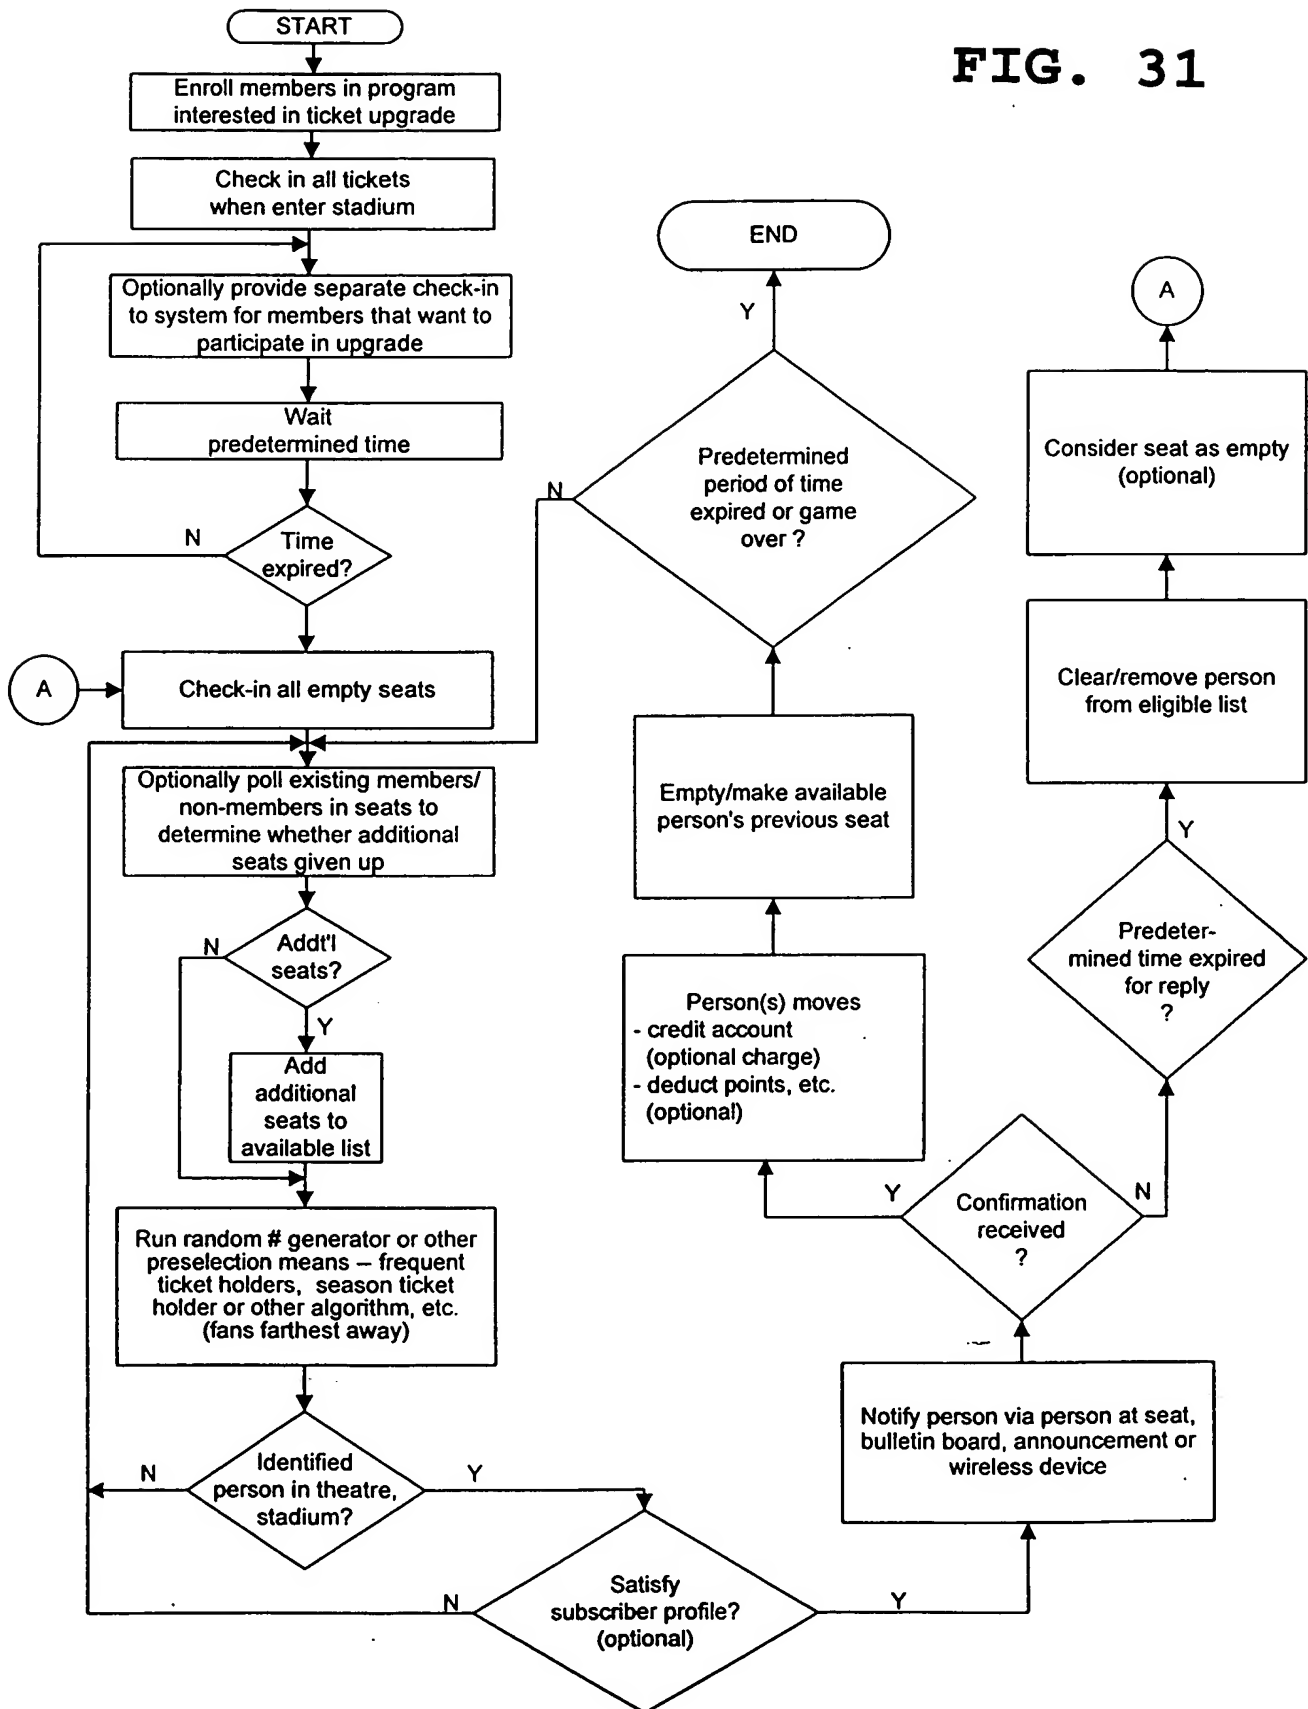 START
FIG. 31
Enroll members in program
interested in ticket upgrade
Check in all tickets
when enter stadium
Optionally provide separate check-in
to system for members that want to
participate in upgrade
Wait
predetermined time
N
Time
expired?
A
Check-in all empty seats
Optionally poll existing members/
non-members in seats to
determine whether additional
seats given up
N
Addt'l
seats?
Y
Add
additional
seats to
available list
Run random # generator or other
preselection means – frequent
ticket holders, season ticket
holder or other algorithm, etc.
(fans farthest away)
N
Identified
person in theatre,
stadium?
Y
N
Satisfy
subscriber profile?
(optional)
Y
Notify person via person at seat,
bulletin board, announcement or
wireless device
Y
Confirmation
received
?
N
Person(s) moves
- credit account
(optional charge)
- deduct points, etc.
(optional)
Empty/make available
person's previous seat
N
Predetermined
period of time
expired or game
over ?
Y
END
Predeter-
mined time expired
for reply
?
Y
Clear/remove person
from eligible list
Consider seat as empty
(optional)
A